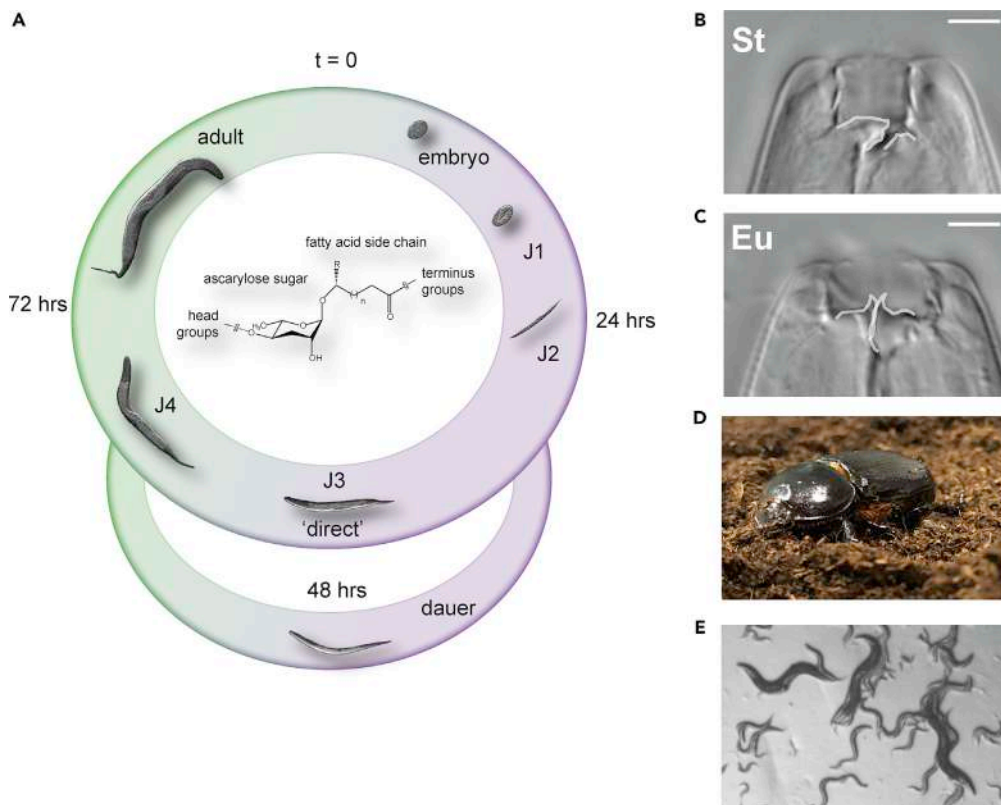 A
t = 0
adult
embryo
J1
fatty acid side chain
ascarylose sugar
R
terminus
groups
n
O
O
head
groups
O
H
O
OH
72 hrs
24 hrs
J2
J4
J3
'direct'
48 hrs
dauer
B
St
C
Eu
D
E